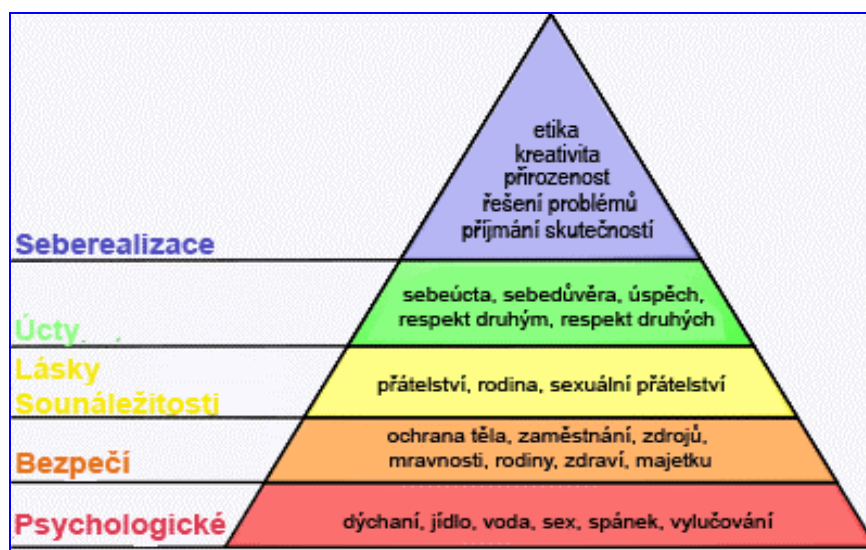 etika
kreativita
přirozenost
řešení problémů
příjmání skutečností
Seberealizace
sebeúcta, sebedůvěra, úspěch,
respekt druhým, respekt druhých
Úcty
Lásky
Sounáležitosti
přátelství, rodina, sexuální přátelství
ochrana těla, zaměstnání, zdrojů,
mravnosti, rodiny, zdraví, majetku
Bezpečí
Psychologické
dýchaní, jídlo, voda, sex, spánek, vylučování